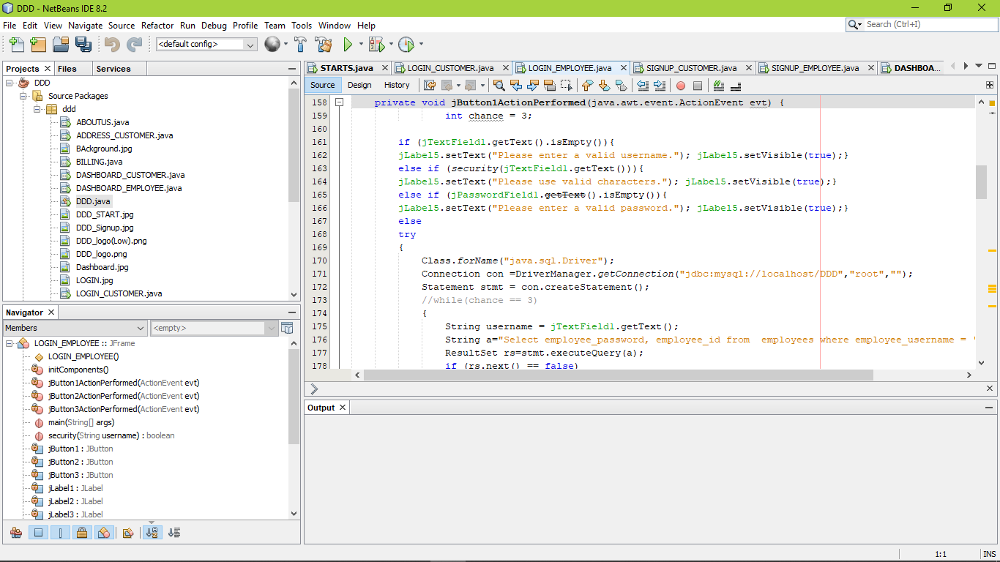 DDD - NetBeans IDE 8.2
File Edit View Navigate Source Refactor Run Debug Profile Team Tools Window Help
Search (Ctrl+I)
<default config>
Projects Files Services
DDD
Source Packages
ddd
ABOUTUS.java
ADDRESS_CUSTOMER.java
BAckground.jpg
BILLING.java
DASHBOARD_CUSTOMER.java
DASHBOARD_EMPLOYEE.java
DDD.java
DDD_START.jpg
DDD_Signup.jpg
DDD_logo(Low).png
DDD_logo.png
Dashboard.jpg
LOGIN.jpg
LOGIN_CUSTOMER.java
Navigator
Members <empty>
LOGIN_EMPLOYEE :: JFrame
LOGIN_EMPLOYEE()
initComponents()
jButton1ActionPerformed(ActionEvent evt)
jButton2ActionPerformed(ActionEvent evt)
jButton3ActionPerformed(ActionEvent evt)
main(String[] args)
security(String username) : boolean
jButton1 : JButton
jButton2 : JButton
jButton3 : JButton
jLabel1 : JLabel
jLabel2 : JLabel
jLabel3 : JLabel
STARTS.java LOGIN_CUSTOMER.java LOGIN_EMPLOYEE.java SIGNUP_CUSTOMER.java SIGNUP_EMPLOYEE.java DASHBOA...
Source Design History
158 private void jButton1ActionPerformed(java.awt.event.ActionEvent evt) {
159 int chance = 3;
160
161 if (jTextField1.getText().isEmpty()){
162 jLabel5.setText("Please enter a valid username."); jLabel5.setVisible(true);}
163 else if (security(jTextField1.getText())){
164 jLabel5.setText("Please use valid characters."); jLabel5.setVisible(true);}
165 else if (jPasswordField1.getText().isEmpty()){
166 jLabel5.setText("Please enter a valid password."); jLabel5.setVisible(true);}
167 else
168 try
169 {
170 Class.forName("java.sql.Driver");
171 Connection con =DriverManager.getConnection("jdbc:mysql://localhost/DDD","root","");
172 Statement stmt = con.createStatement();
173 //while(chance == 3)
174 {
175 String username = jTextField1.getText();
176 String a="Select employee_password, employee_id from  employees where employee_username = '
177 ResultSet rs=stmt.executeQuery(a);
178 if (rs.next() == false)
Output
1:1 INS